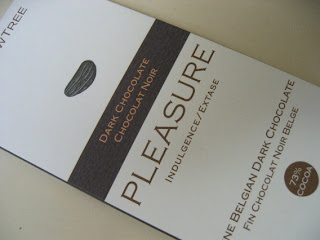 WTREE
DARK CHOCOLATE
CHOCOLAT NOIR
PLEASURE
INDULGENCE/EXTASE
NE BELGIAN DARK CHOCOLATE
FIN CHOCOLAT NOIR BELGE
73%
COCOA